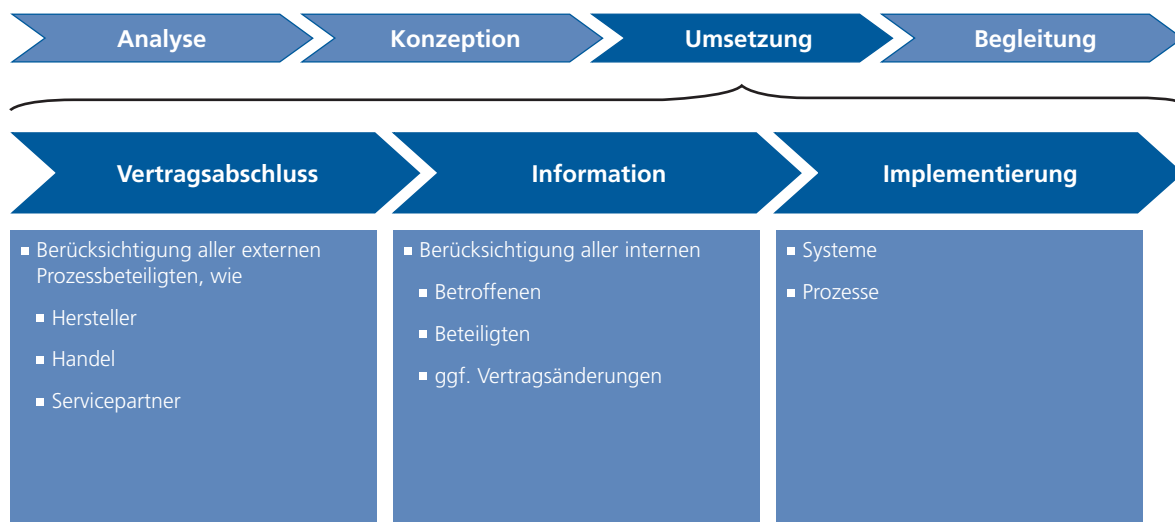 Analyse
Konzeption
Umsetzung
Begleitung
Vertragsabschluss
Information
Implementierung
▪ Berücksichtigung aller externen
Prozessbeteiligten, wie
▪ Hersteller
▪ Handel
▪ Servicepartner
▪ Berücksichtigung aller internen
▪ Betroffenen
▪ Beteiligten
▪ ggf. Vertragsänderungen
▪ Systeme
▪ Prozesse